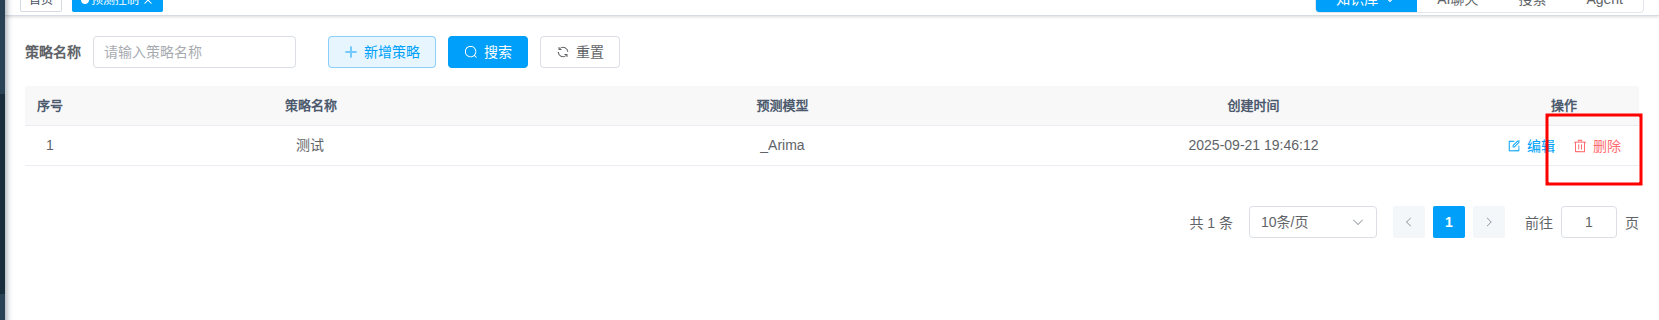 首页 预测控制
知识库 AI聊天 搜索 Agent
策略名称 请输入策略名称 新增策略 搜索 重置
序号 策略名称 预测模型 创建时间 操作
1 测试 _Arima 2025-09-21 19:46:12 编辑 删除
共 1 条 10条/页 1 前往 1 页